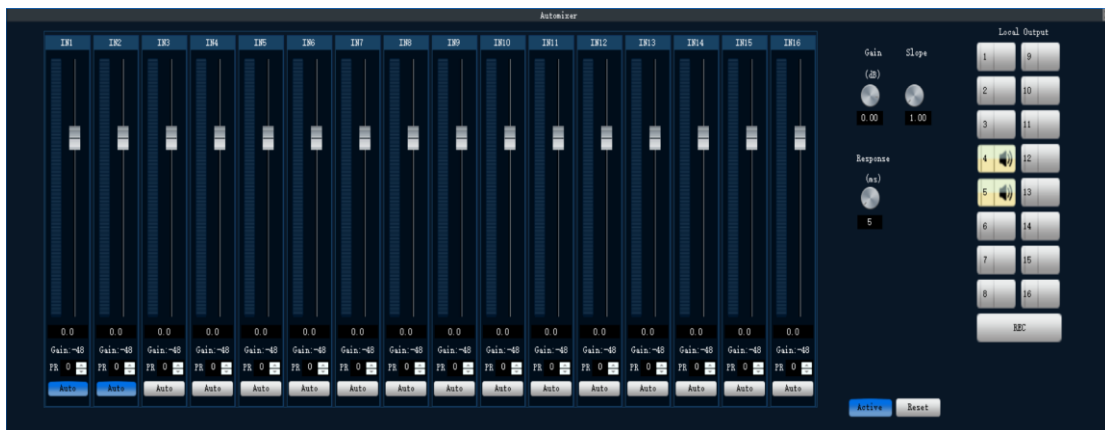 Automixer
IN1 IN2 IN3 IN4 IN5 IN6 IN7 IN8 IN9 IN10 IN11 IN12 IN13 IN14 IN15 IN16
0.0 0.0 0.0 0.0 0.0 0.0 0.0 0.0 0.0 0.0 0.0 0.0 0.0 0.0 0.0 0.0
Gain:-48 Gain:-48 Gain:-48 Gain:-48 Gain:-48 Gain:-48 Gain:-48 Gain:-48 Gain:-48 Gain:-48 Gain:-48 Gain:-48 Gain:-48 Gain:-48 Gain:-48 Gain:-48
PR 0 PR 0 PR 0 PR 0 PR 0 PR 0 PR 0 PR 0 PR 0 PR 0 PR 0 PR 0 PR 0 PR 0 PR 0 PR 0
Auto Auto Auto Auto Auto Auto Auto Auto Auto Auto Auto Auto Auto Auto Auto Auto
Gain Slope
(dB)
0.00 1.00
Response
(ms)
5
Active Reset
Local Output
1 9
2 10
3 11
4 12
5 13
6 14
7 15
8 16
REC